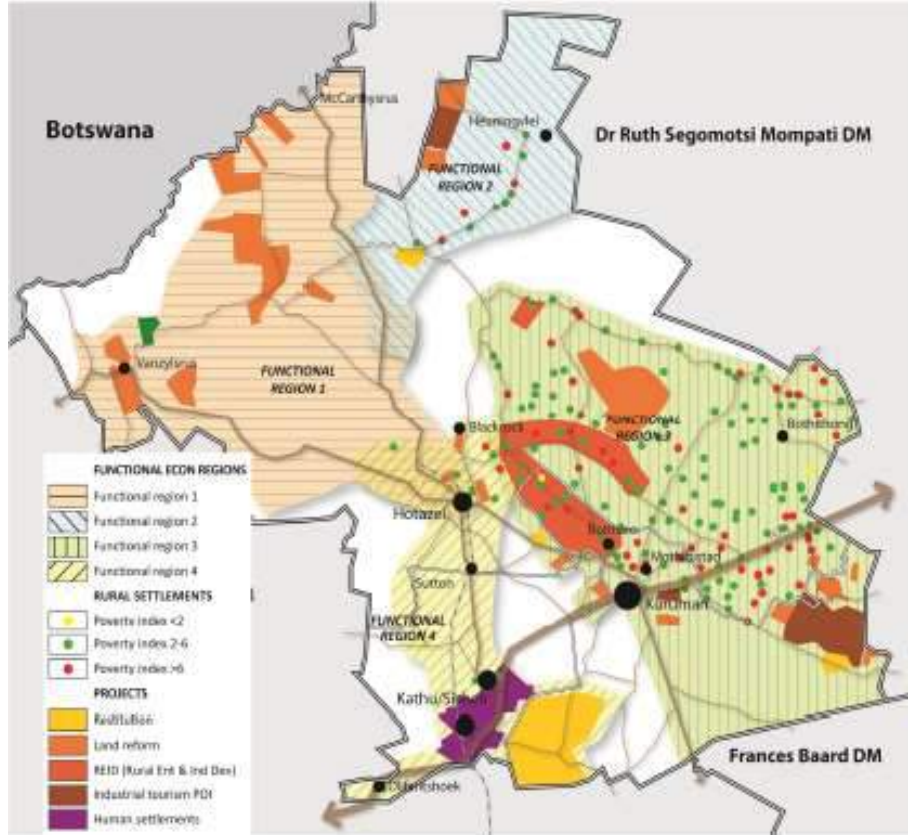 McCarthysrus
Botswana
Heuningvlei
Dr Ruth Segomotsi Mompati DM
FUNCTIONAL
REGION 2
Vanzylsrus
FUNCTIONAL
REGION 1
FUNCTIONAL
REGION 3
Blackrock
Hotazel
Sutton
Mothibistad
Kuruman
FUNCTIONAL
REGION 4
Kathu/Sishen
Frances Baard DM
FUNCTIONAL ECON REGIONS
Functional region 1
Functional region 2
Functional region 3
Functional region 4
RURAL SETTLEMENTS
Poverty index <2
Poverty index 2-6
Poverty index >6
PROJECTS
Restitution
Land reform
REID (Rural Ent & Ind Dev)
Industrial tourism POI
Human settlements